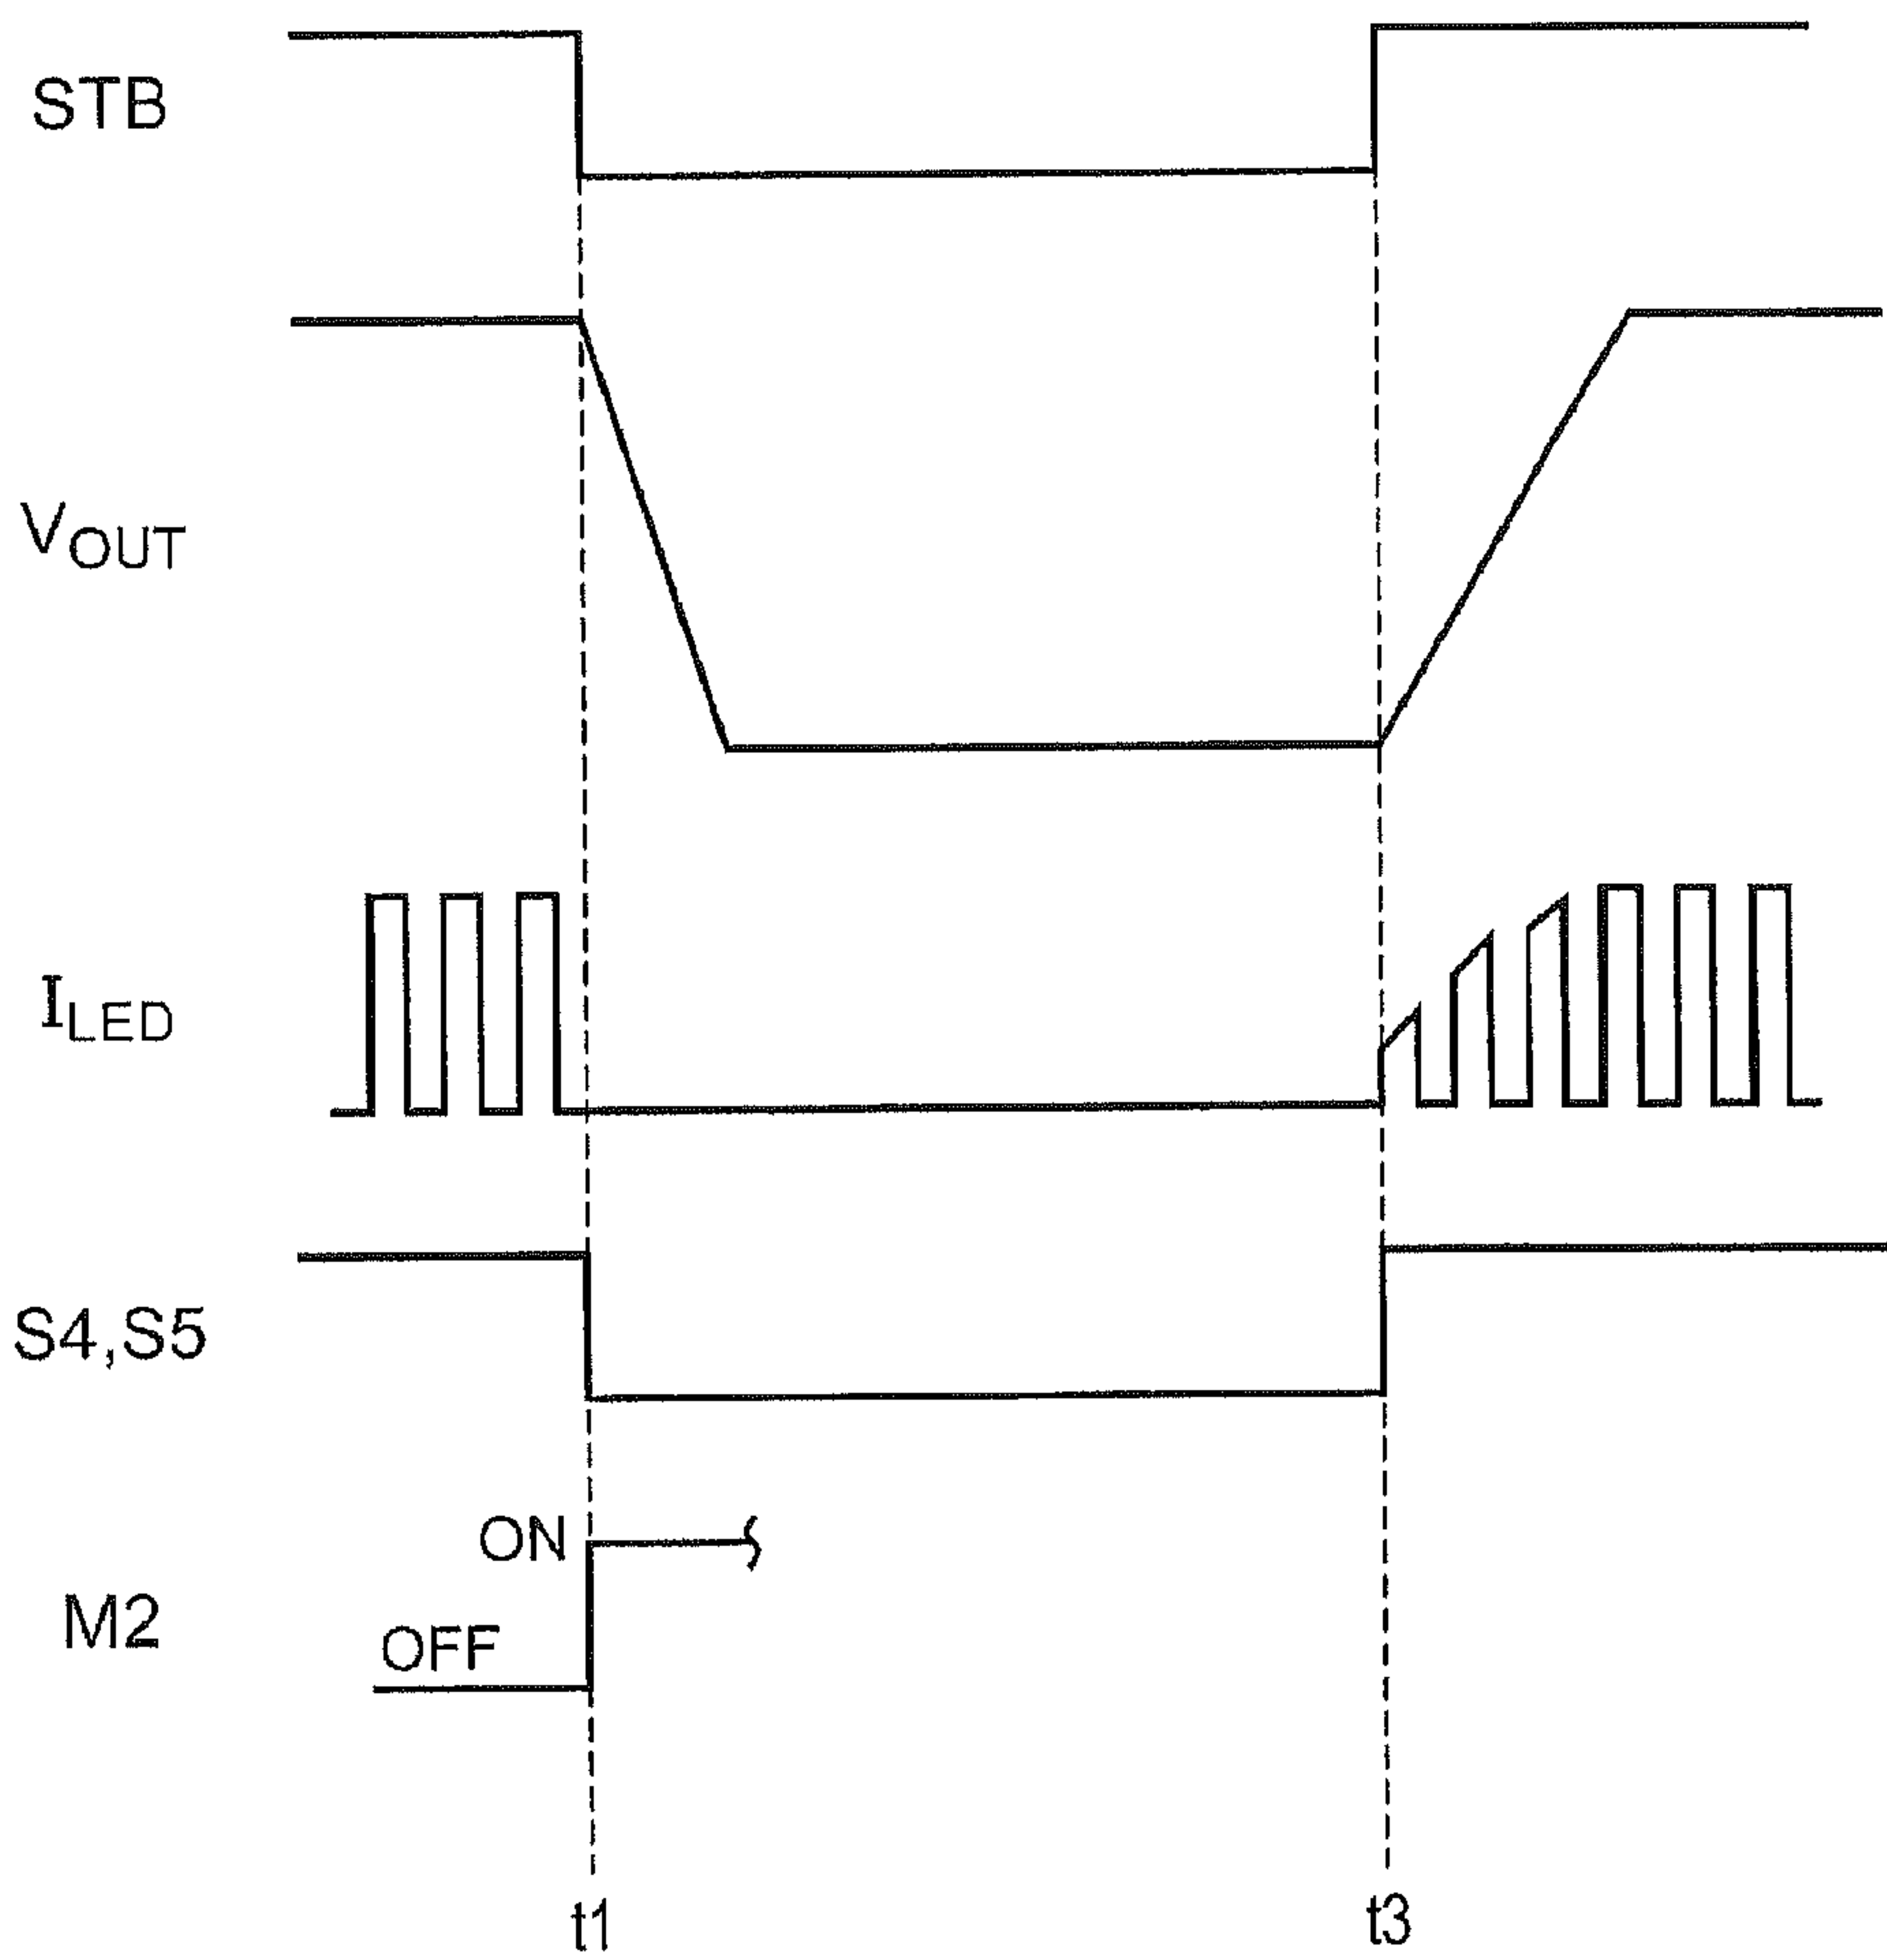 STB
VOUT
ILED
S4,S5
ON
M2
OFF
t1
t3